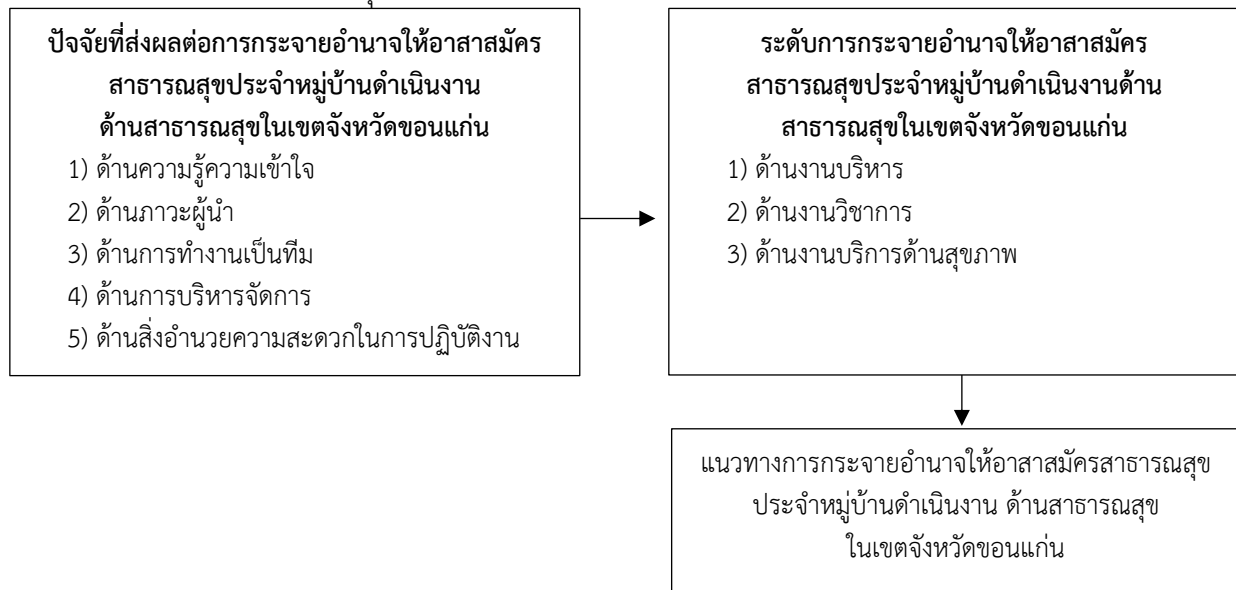 ปัจจัยที่ส่งผลต่อการกระจายอำนาจให้อาสาสมัคร
สาธารณสุขประจำหมู่บ้านดำเนินงาน
ด้านสาธารณสุขในเขตจังหวัดขอนแก่น
1) ด้านความรู้ความเข้าใจ
2) ด้านภาวะผู้นำ
3) ด้านการทำงานเป็นทีม
4) ด้านการบริหารจัดการ
5) ด้านสิ่งอำนวยความสะดวกในการปฏิบัติงาน
ระดับการกระจายอำนาจให้อาสาสมัคร
สาธารณสุขประจำหมู่บ้านดำเนินงานด้าน
สาธารณสุขในเขตจังหวัดขอนแก่น
1) ด้านงานบริหาร
2) ด้านงานวิชาการ
3) ด้านงานบริการด้านสุขภาพ
แนวทางการกระจายอำนาจให้อาสาสมัครสาธารณสุข
ประจำหมู่บ้านดำเนินงาน ด้านสาธารณสุข
ในเขตจังหวัดขอนแก่น